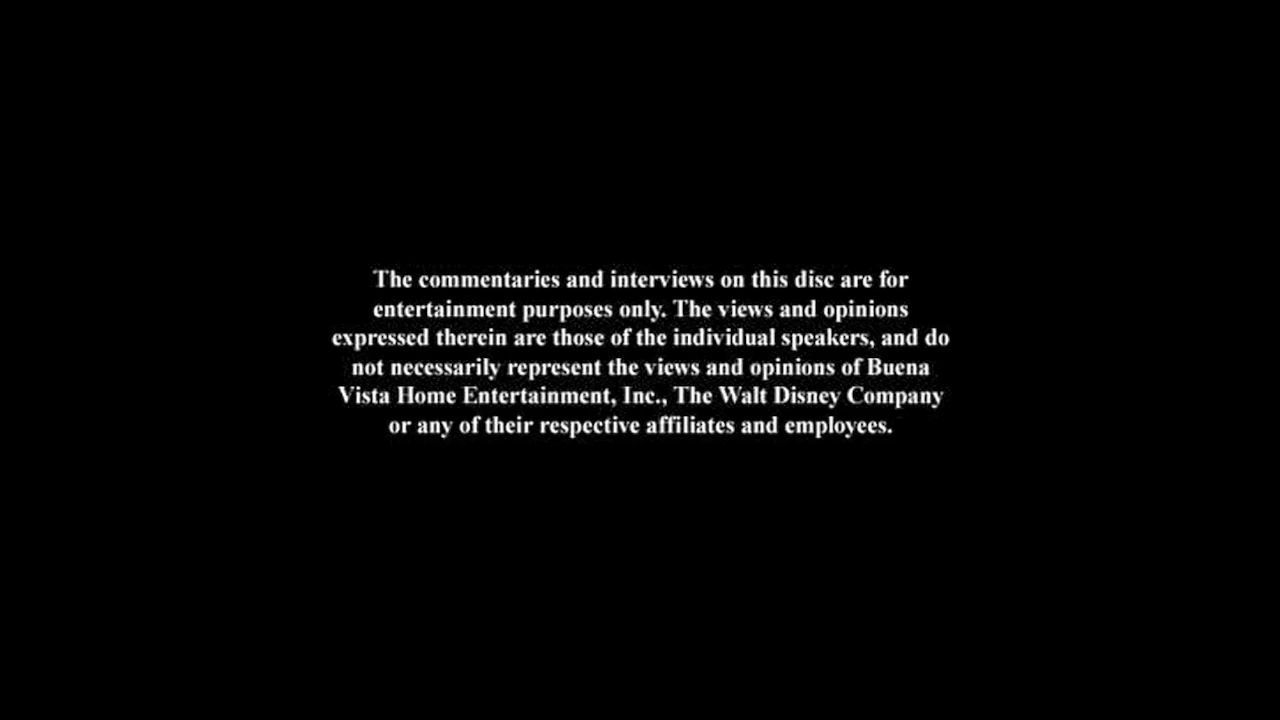 The commentaries and interviews on this disc are for
entertainment purposes only. The views and opinions
expressed therein are those of the individual speakers, and do
not necessarily represent the views and opinions of Buena
Vista Home Entertainment, Inc., The Walt Disney Company
or any of their respective affiliates and employees.